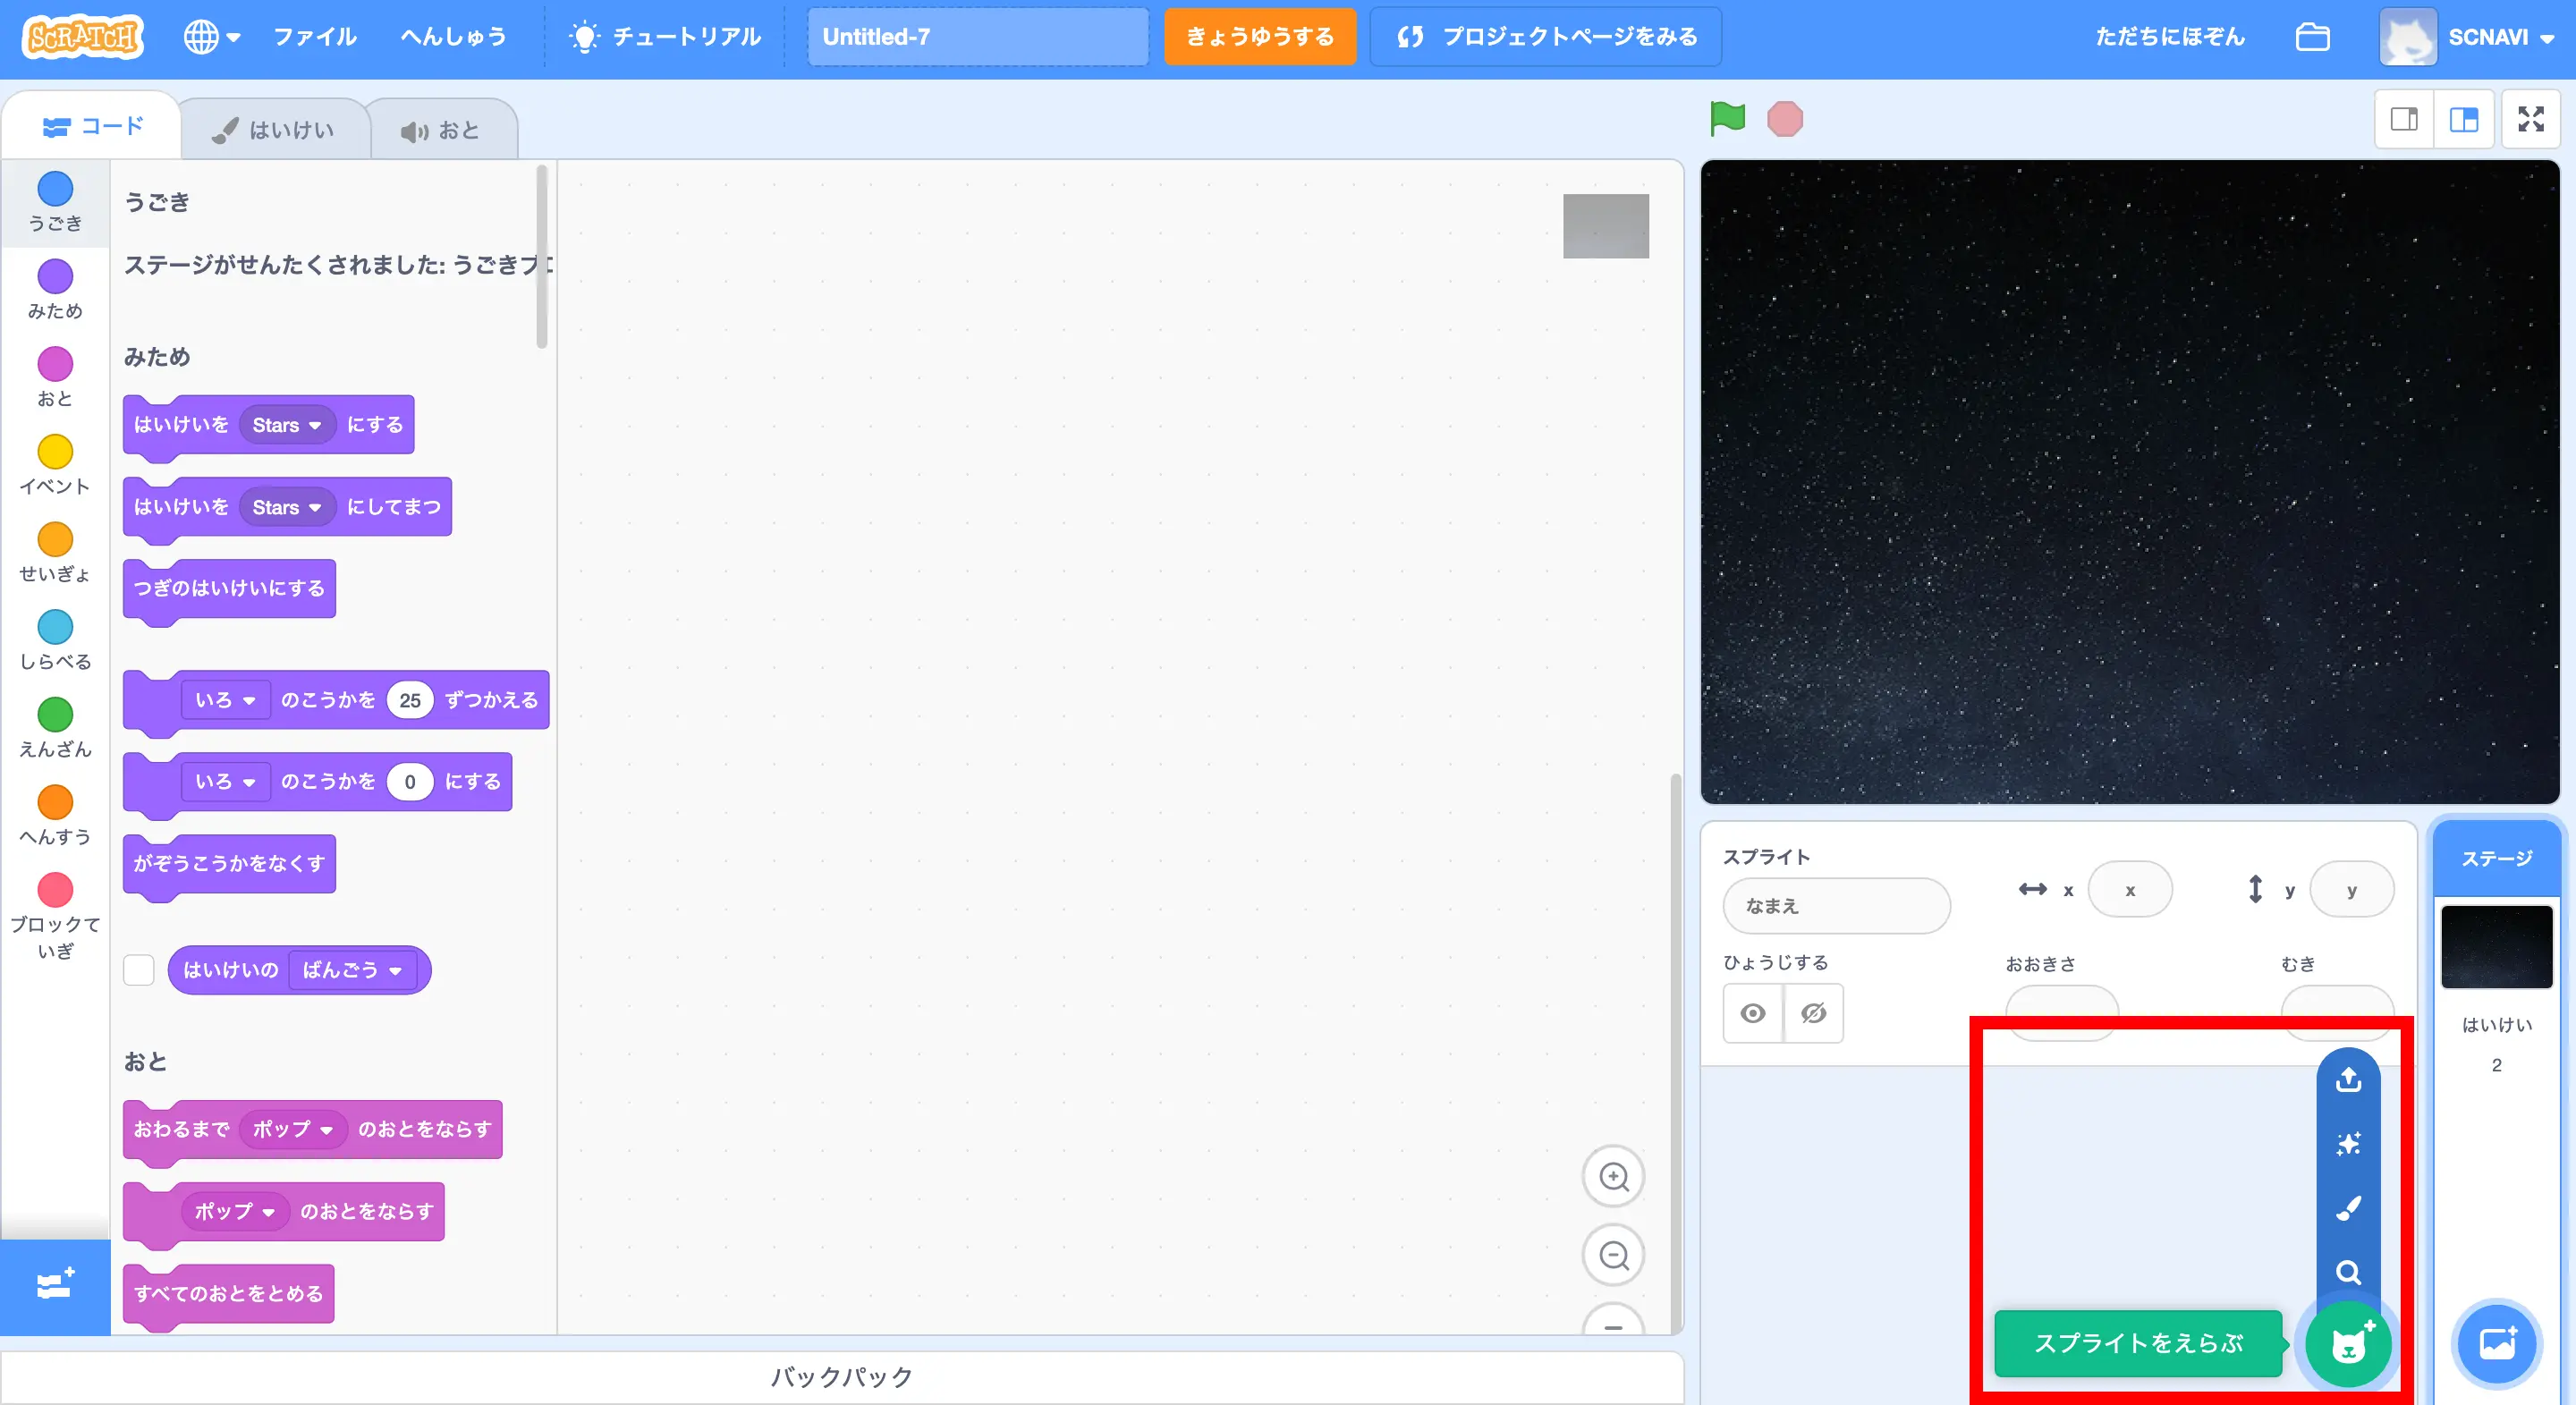 SCRATCH
ファイル
へんしゅう
チュートリアル
Untitled-7
きょうゆうする
プロジェクトページをみる
ただちにほぞん
SCNAVI
コード
はいけい
おと
うごき
みため
おと
イベント
せいぎょ
しらべる
えんざん
へんすう
ブロックて
いぎ
うごき
ステージがせんたくされました: うごきブ
みため
はいけいを Stars にする
はいけいを Stars にしてまつ
つぎのはいけいにする
いろ のこうかを 25 ずつかえる
いろ のこうかを 0 にする
がぞうこうかをなくす
はいけいの ばんごう
おと
おわるまで ポップ のおとをならす
ポップ のおとをならす
すべてのおとをとめる
バックパック
スプライト
なまえ
x x
y y
ひょうじする
おおきさ
むき
スプライトをえらぶ
ステージ
はいけい
2